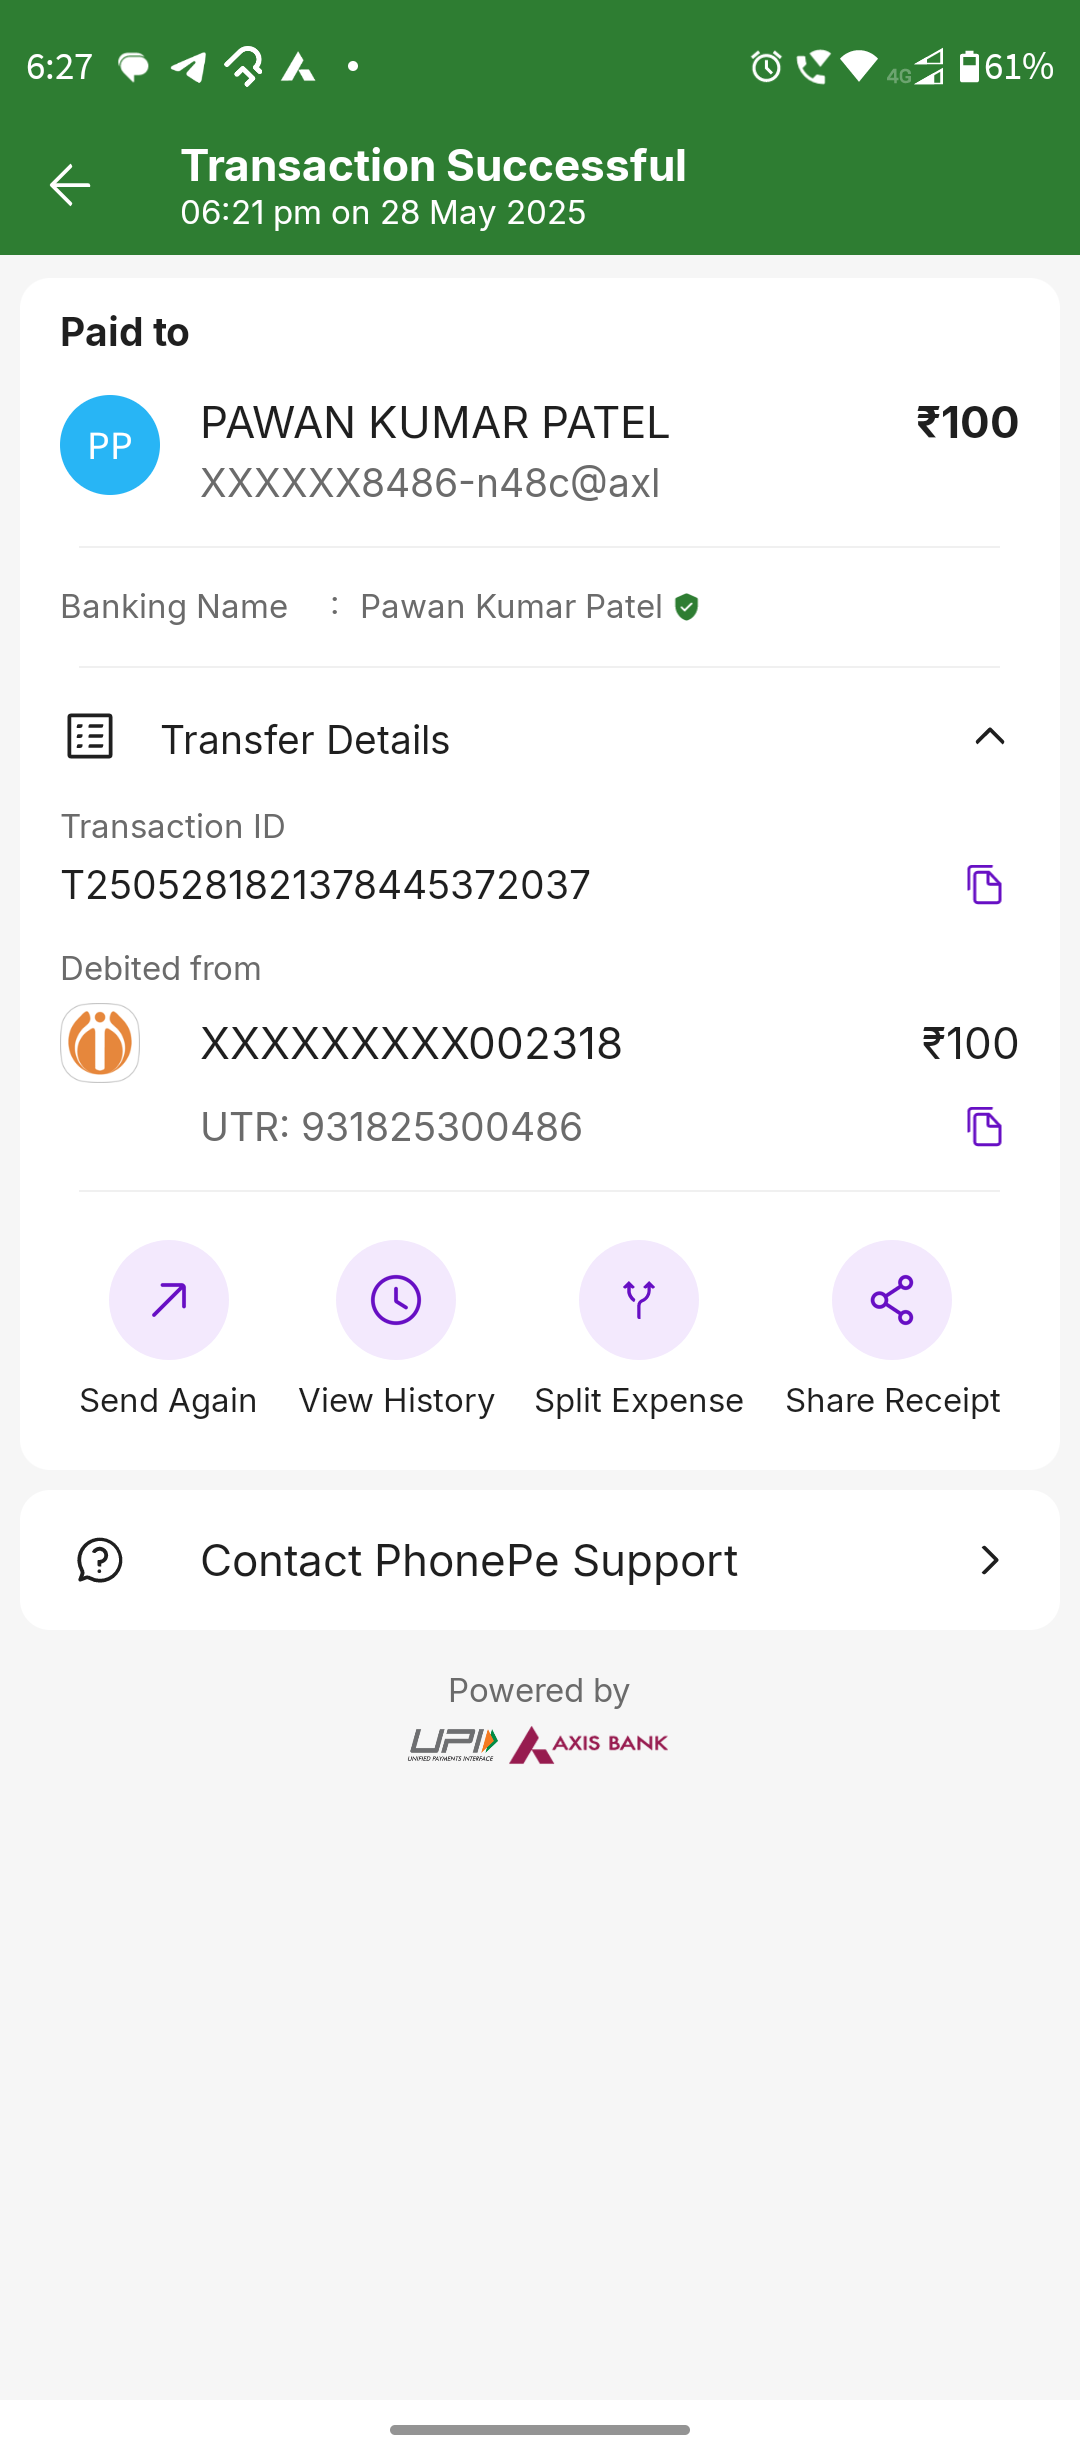 6:27
4G 61%
Transaction Successful
06:21 pm on 28 May 2025
Paid to
PP
PAWAN KUMAR PATEL
₹100
XXXXXX8486-n48c@axl
Banking Name : Pawan Kumar Patel
Transfer Details
Transaction ID
T2505281821378445372037
Debited from
XXXXXXXXX002318
₹100
UTR: 931825300486
Send Again
View History
Split Expense
Share Receipt
Contact PhonePe Support
Powered by
UPI
UNIFIED PAYMENTS INTERFACE
AXIS BANK